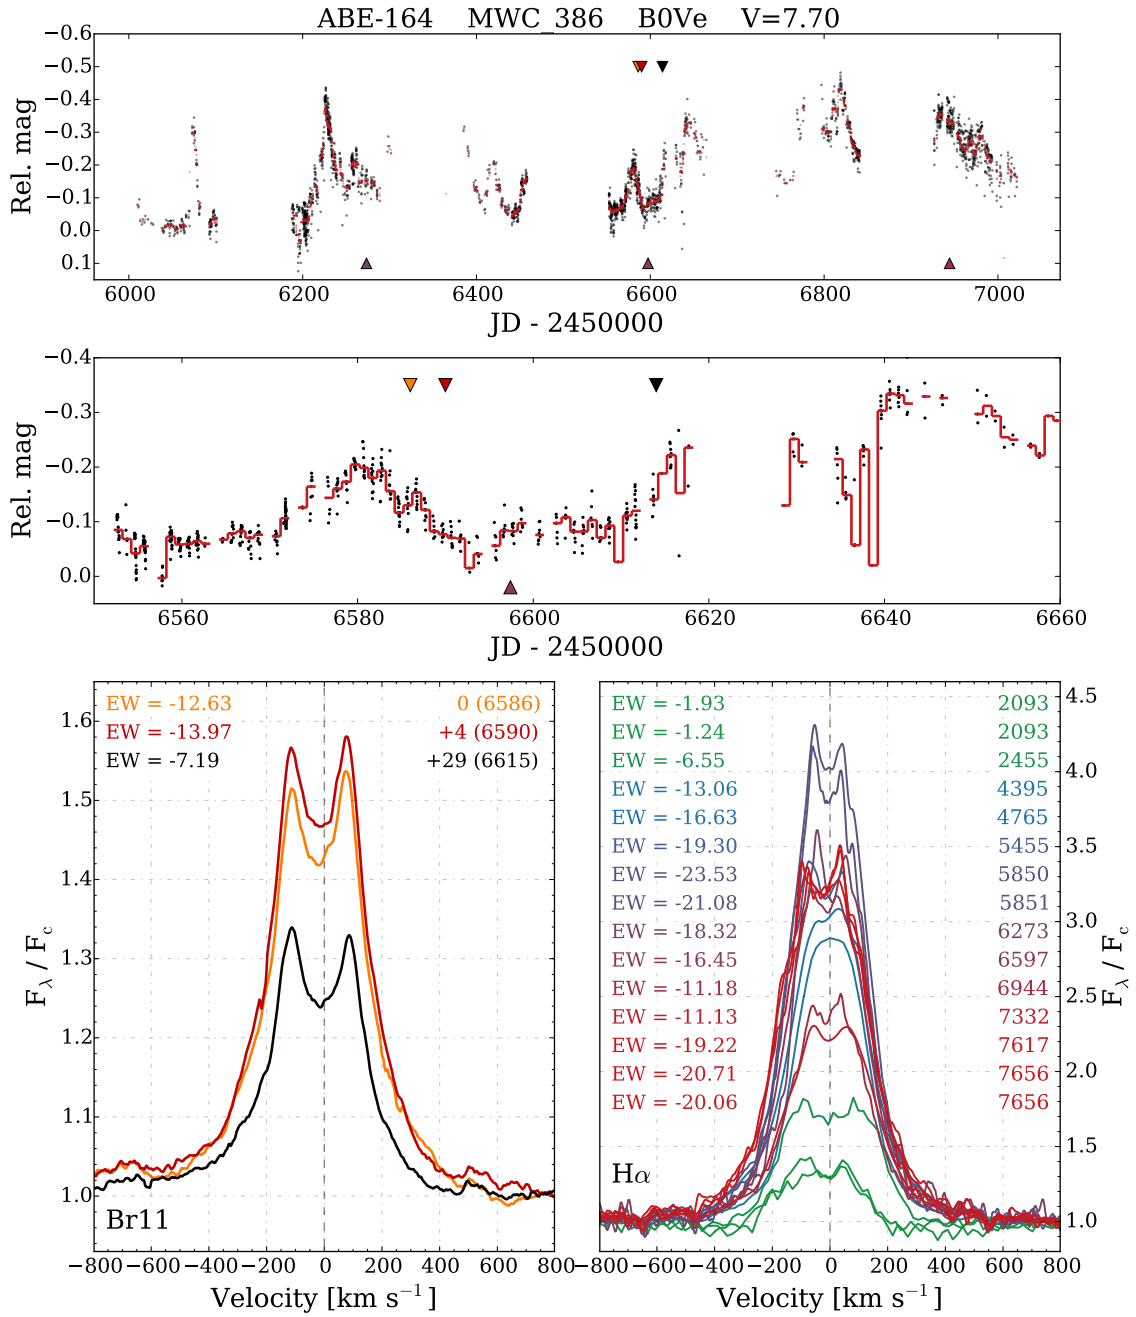 ABE-164 MWC_386 B0Ve V=7.70
−0.6
−0.5
−0.4
−0.3
−0.2
−0.1
0.0
0.1
Rel. mag
6000 6200 6400 6600 6800 7000
JD - 2450000
−0.4
−0.3
−0.2
−0.1
0.0
Rel. mag
6560 6580 6600 6620 6640 6660
JD - 2450000
EW = -12.63 0 (6586)
EW = -13.97 +4 (6590)
EW = -7.19 +29 (6615)
1.6
1.5
1.4
1.3
1.2
1.1
1.0
Fλ / Fc
Br11
−800 −600 −400 −200 0 200 400 600 800
Velocity [km s−1]
EW = -1.93 2093
EW = -1.24 2093
EW = -6.55 2455
EW = -13.06 4395
EW = -16.63 4765
EW = -19.30 5455
EW = -23.53 5850
EW = -21.08 5851
EW = -18.32 6273
EW = -16.45 6597
EW = -11.18 6944
EW = -11.13 7332
EW = -19.22 7617
EW = -20.71 7656
EW = -20.06 7656
Hα
4.5
4.0
3.5
3.0
2.5
2.0
1.5
1.0
Fλ / Fc
−800 −600 −400 −200 0 200 400 600 800
Velocity [km s−1]